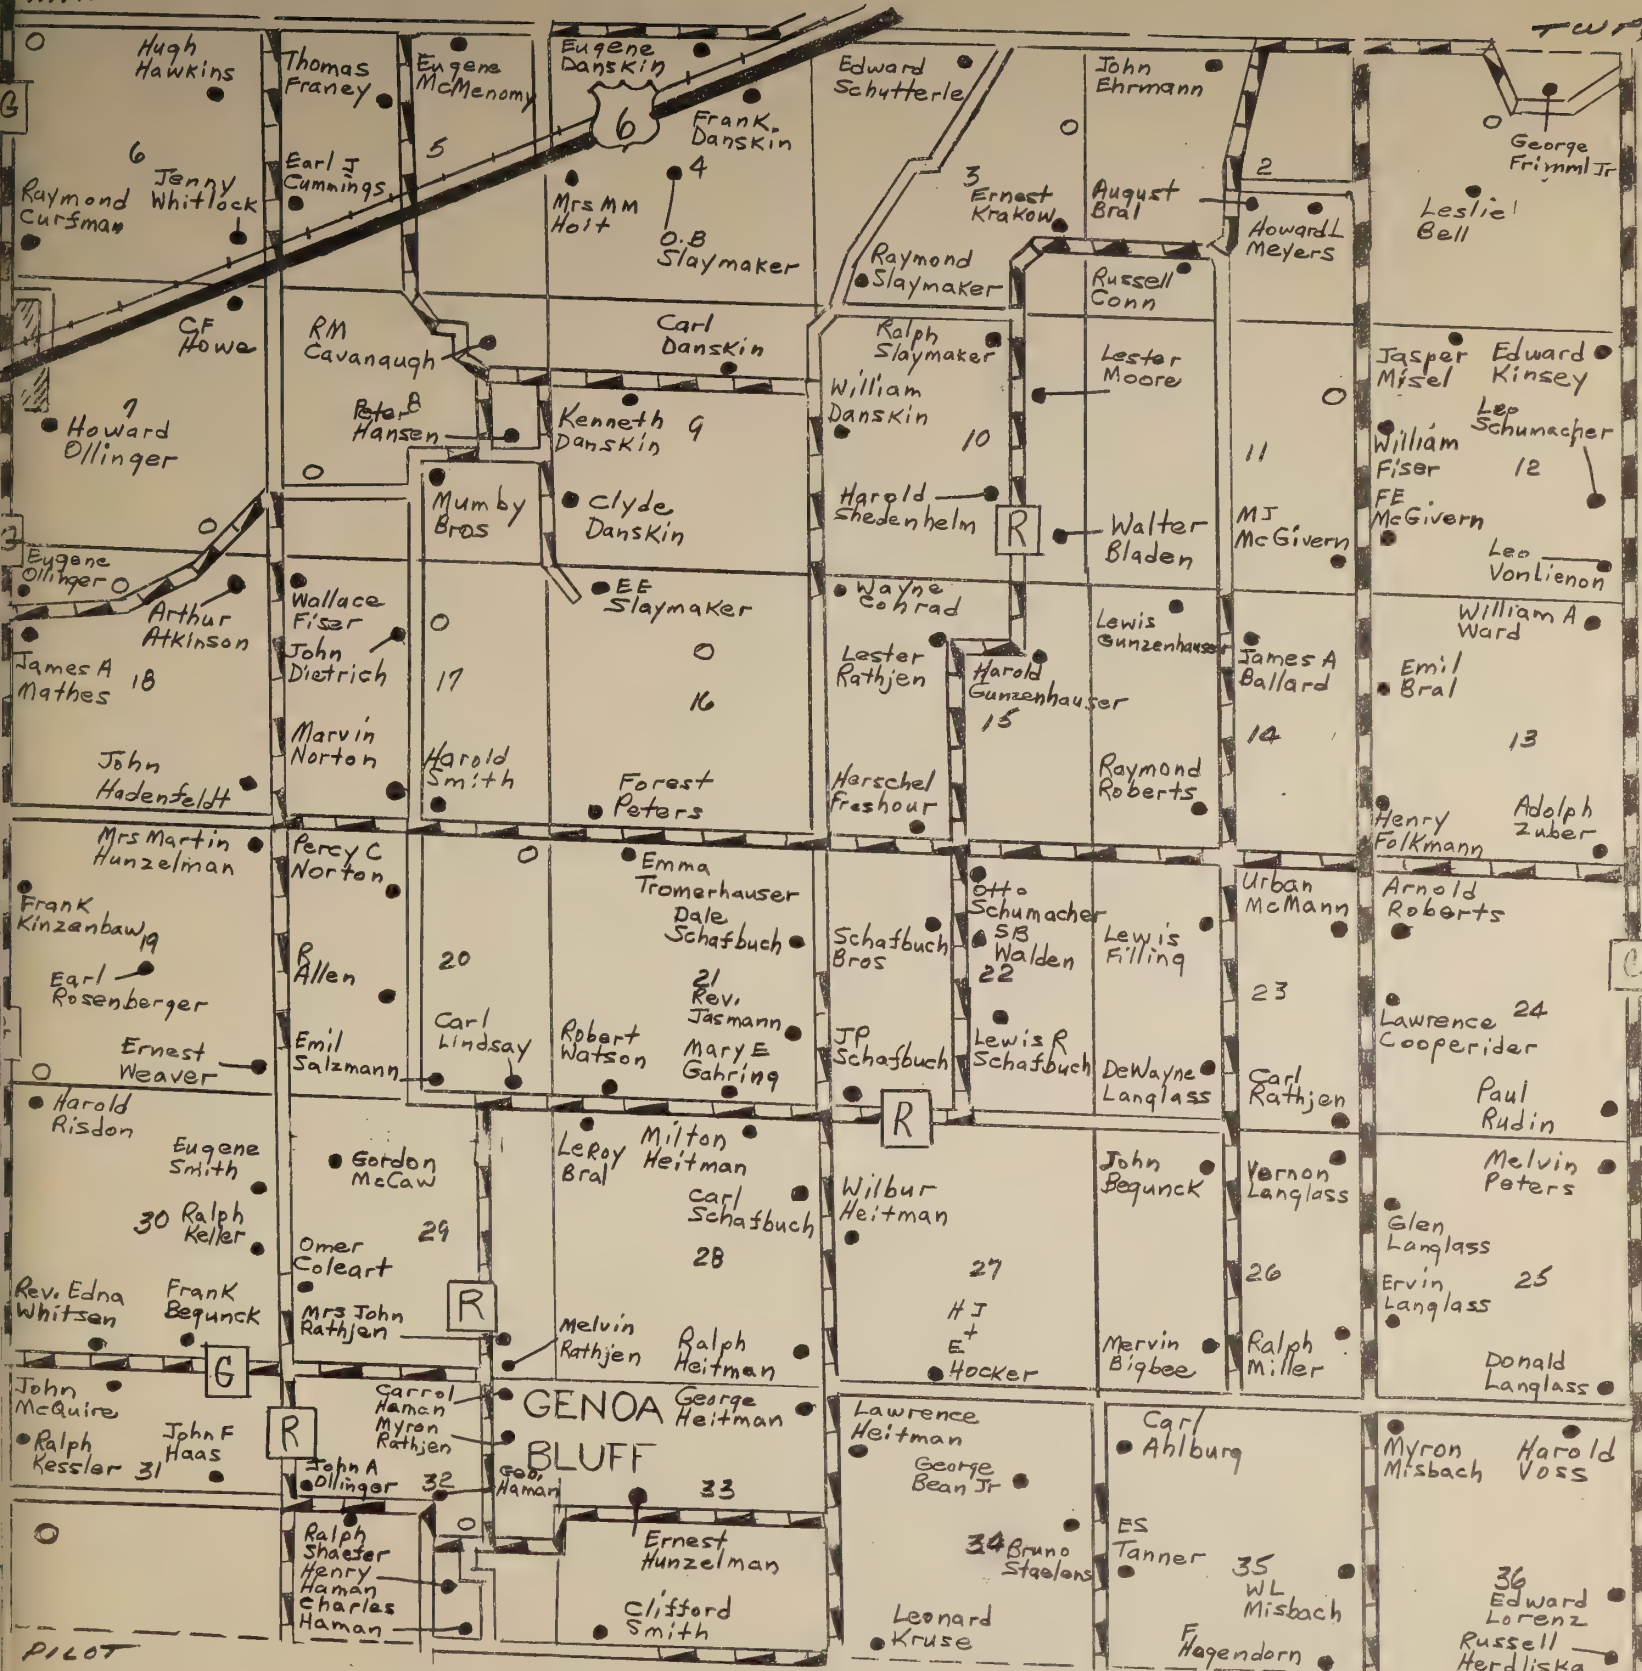 TWP
Hugh
Hawkins
Thomas
Franey
Eugene
McMenomy
Eugene
Danskin
6
Frank
Danskin
Edward
Schutterle
John
Ehrmann
George
Frimml Jr
G
6
Raymond
Curfman
Jenny
Whitlock
Earl J
Cummings
5
Mrs MM
Hoit
4
O.B
Slaymaker
3
Ernest
Krakow
Raymond
Slaymaker
August
Bral
2
Howard L
Meyers
Leslie
Bell
Russell
Conn
CF
Howe
RM
Cavanaugh
Carl
Danskin
Ralph
Slaymaker
William
Danskin
Lester
Moore
Jasper
Misel
Edward
Kinsey
7
Howard
Ollinger
8
Peter
Hansen
Kenneth
Danskin
9
10
11
Leo
Schumacher
William
Fiser
12
Mumby
Bros
Clyde
Danskin
Harold
Shedenhelm
R
Walter
Bladen
MJ
McGivern
FE
McGivern
Leo
VonLienon
Eugene
Ollinger
Arthur
Atkinson
Wallace
Fiser
John
Dietrich
EE
Slaymaker
Wayne
Conrad
Lester
Rathjen
Harold
Gunzenhauser
Lewis
Gunzenhauser
James A
Ballard
William A
Ward
Emil
Bral
James A
Mathes
18
17
16
15
14
13
John
Hadenfeldt
Marvin
Norton
Harold
Smith
Forest
Peters
Herschel
Freshour
Raymond
Roberts
Henry
Folkmann
Adolph
Zuber
Mrs Martin
Hunzelman
Percy C
Norton
Emma
Tromerhauser
Dale
Schafbuch
Otto
Schumacher
SB
Walden
Urban
McMann
Arnold
Roberts
Frank
Kinzenbaw
19
Earl
Rosenberger
R
Allen
20
21
Rev.
Jasmann
Schafbuch
Bros
22
Lewis
Filling
23
24
C
Ernest
Weaver
Emil
Salzmann
Carl
Lindsay
Robert
Watson
Mary E
Gahring
JP
Schafbuch
Lewis R
Schafbuch
DeWayne
Langlass
Carl
Rathjen
Lawrence
Cooperider
Paul
Rudin
R
Harold
Risdon
Eugene
Smith
Gordon
McCaw
LeRoy
Bral
Milton
Heitman
Carl
Schafbuch
Wilbur
Heitman
John
Begunck
Vernon
Langlass
Melvin
Peters
30
Ralph
Keller
29
28
27
26
25
Glen
Langlass
Ervin
Langlass
Omer
Coleart
Rev. Edna
Whitsen
Frank
Begunck
Mrs John
Rathjen
R
Melvin
Rathjen
Ralph
Heitman
HJ
+
E
Hocker
Mervin
Bigbee
Ralph
Miller
Donald
Langlass
G
John
McQuire
Ralph
Kessler
31
John F
Haas
R
Carrol
Haman
Myron
Rathjen
GENOA
BLUFF
George
Heitman
Lawrence
Heitman
George
Bean Jr
Carl
Ahlburg
Myron
Misbach
Harold
Voss
John A
Ollinger
32
Geo.
Haman
33
Ralph
Shaefer
Henry
Haman
Charles
Haman
Ernest
Hunzelman
Clifford
Smith
34
Bruno
Staelens
Leonard
Kruse
ES
Tanner
35
WL
Misbach
F
Hagendorn
36
Edward
Lorenz
Russell
Herdliska
PILOT